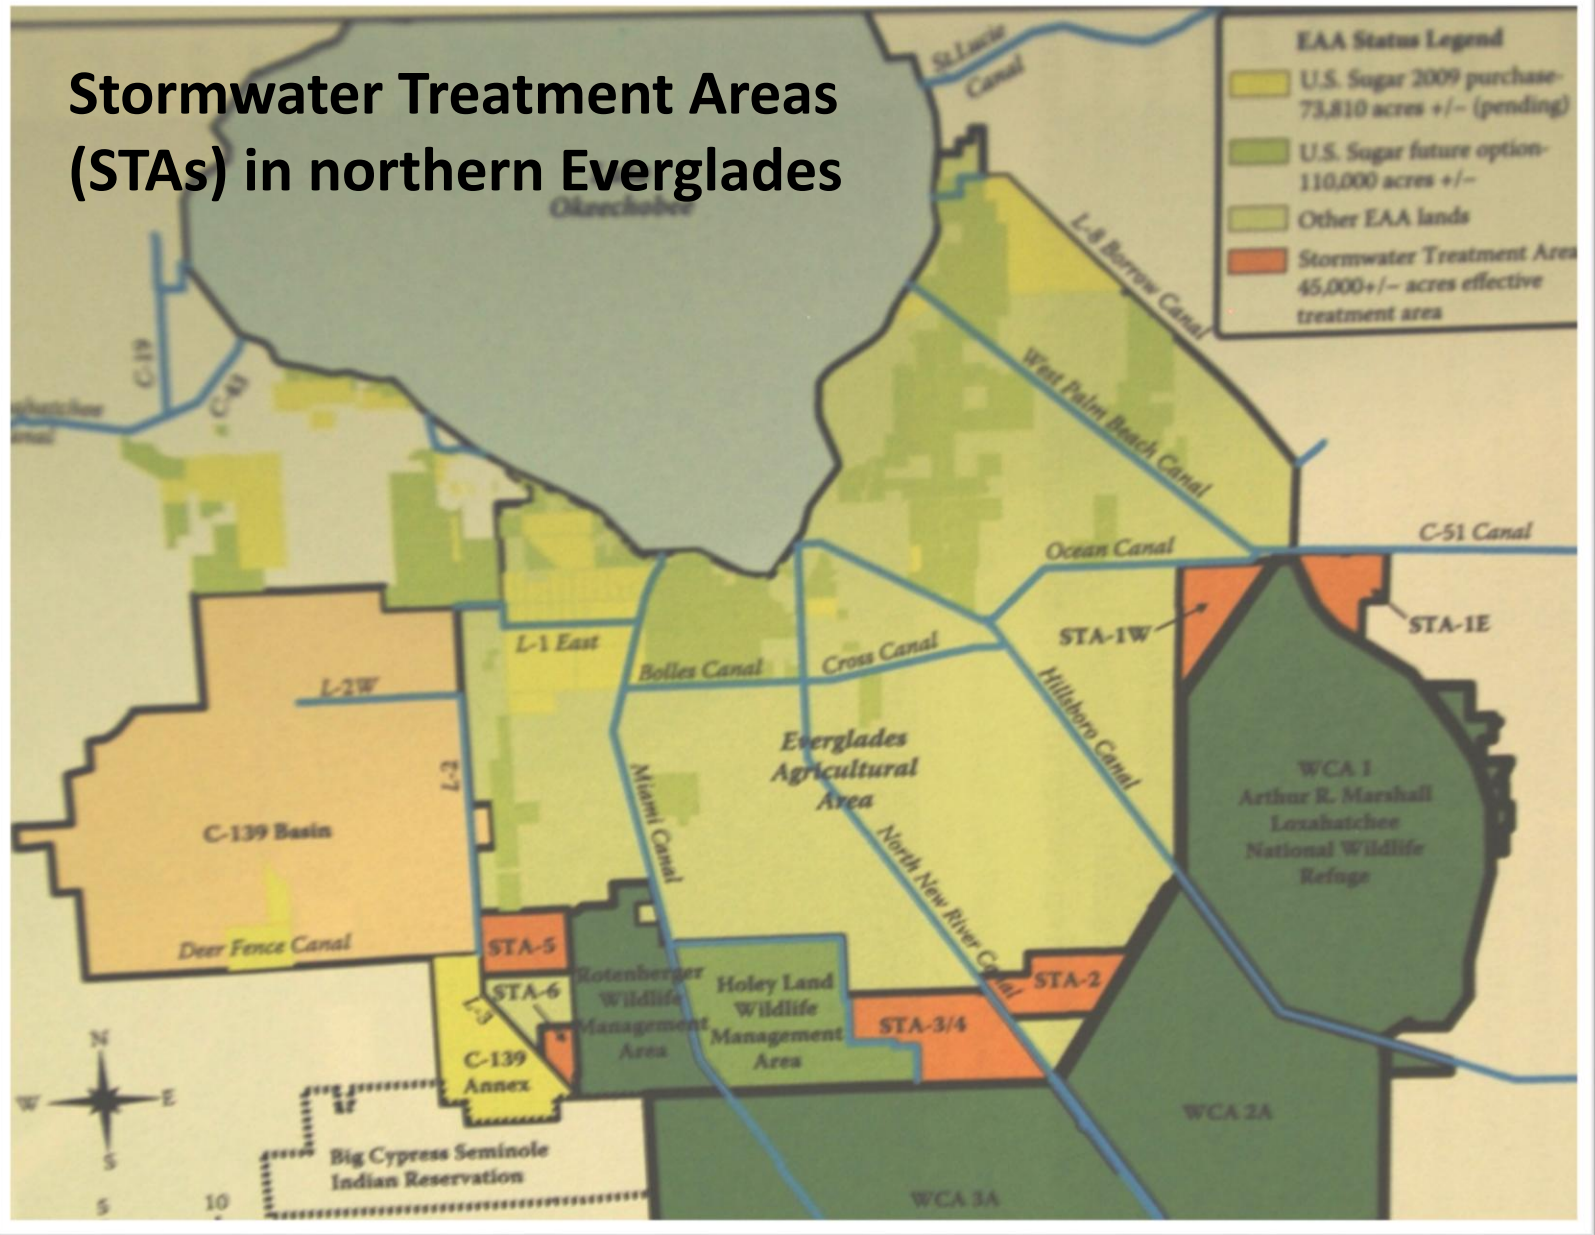 Stormwater Treatment Areas
(STAs) in northern Everglades
Okeechobee
St. Lucie
Canal
EAA Status Legend
U.S. Sugar 2009 purchase-
73,810 acres +/− (pending)
U.S. Sugar future option-
110,000 acres +/−
Other EAA lands
Stormwater Treatment Area
45,000+/− acres effective
treatment area
L-8 Borrow Canal
C-19
C-43
West Palm Beach Canal
C-51 Canal
Ocean Canal
STA-1W
STA-1E
L-1 East
Bolles Canal
Cross Canal
L-2W
Hillsboro Canal
Everglades
Agricultural
Area
L-2
Miami Canal
C-139 Basin
North New River Canal
WCA 1
Arthur R. Marshall
Loxahatchee
National Wildlife
Refuge
Deer Fence Canal
STA-5
STA-6
L-3
Rotenberger
Wildlife
Management
Area
Holey Land
Wildlife
Management
Area
STA-3/4
STA-2
C-139
Annex
N
W
E
S
Big Cypress Seminole
Indian Reservation
WCA 2A
WCA 3A
5
10